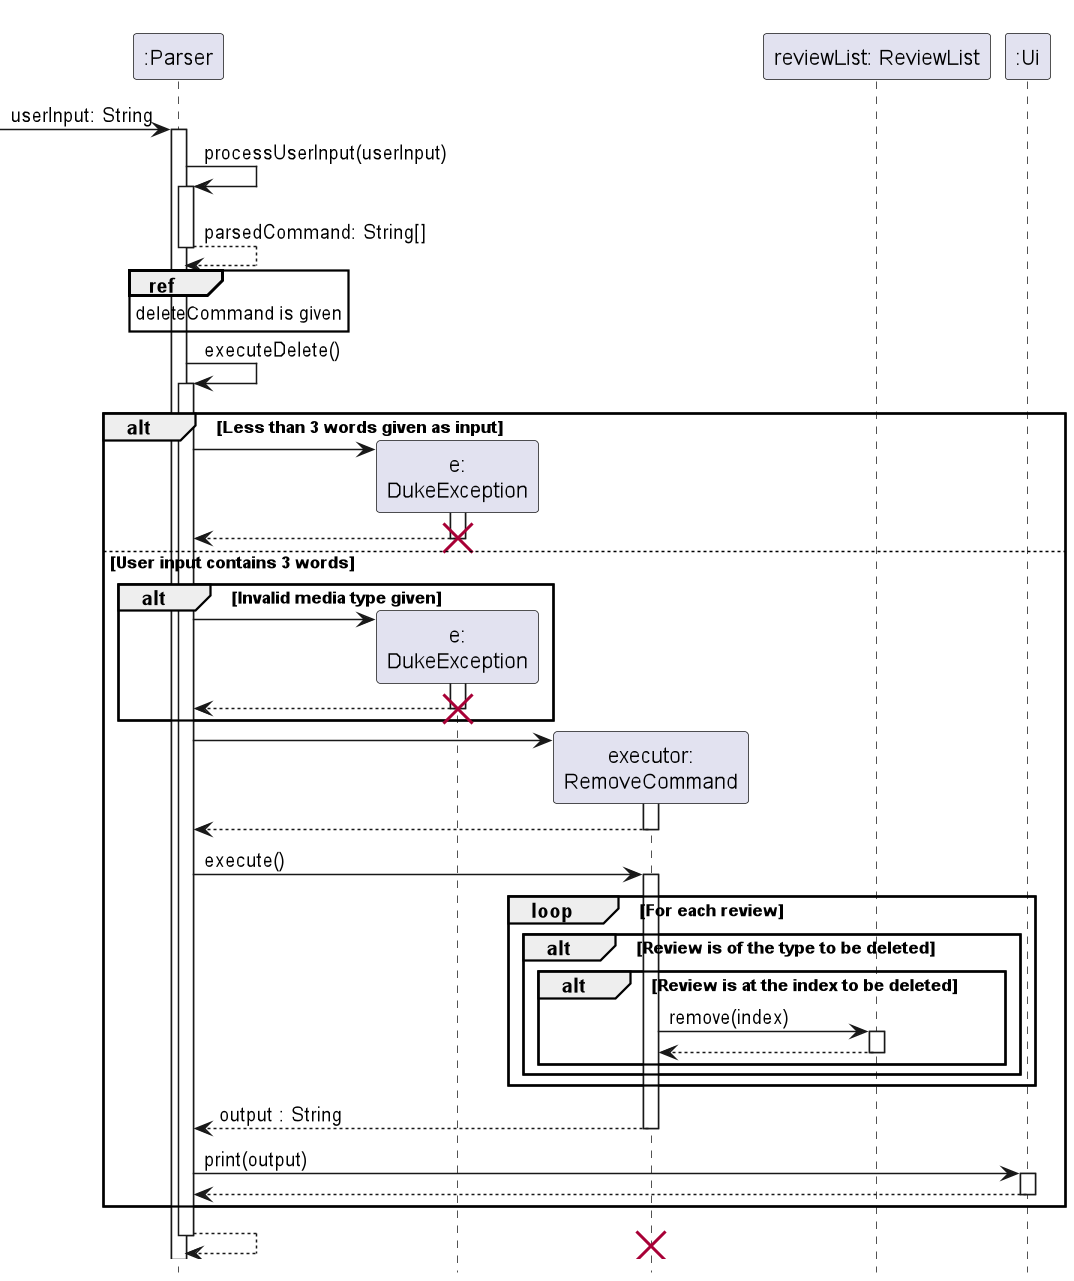 :Parser
reviewList: ReviewList
:Ui
userInput: String
processUserInput(userInput)
parsedCommand: String[]
ref
deleteCommand is given
executeDelete()
alt
[Less than 3 words given as input]
e:
DukeException
[User input contains 3 words]
alt
[Invalid media type given]
e:
DukeException
executor:
RemoveCommand
execute()
loop
[For each review]
alt
[Review is of the type to be deleted]
alt
[Review is at the index to be deleted]
remove(index)
output : String
print(output)